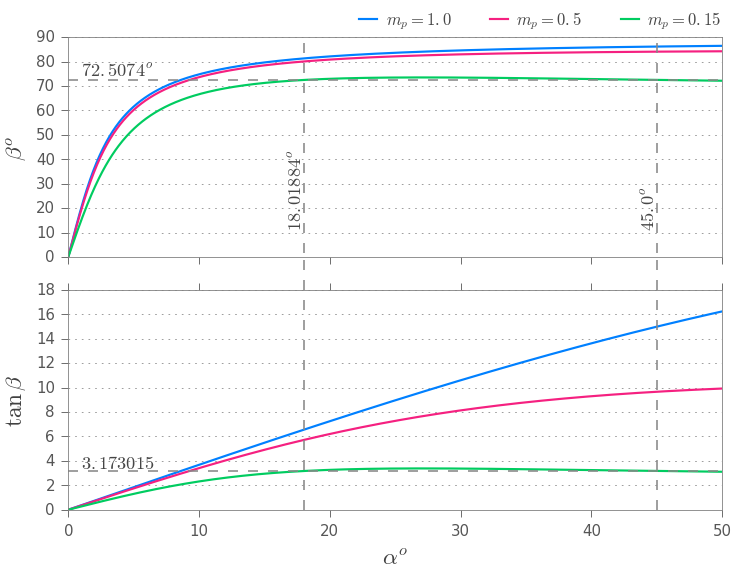 m_p = 1.0 m_p = 0.5 m_p = 0.15
90
80
70
60
50
40
30
20
10
0
β^o
72.5074^o
18.01884^o
45.0^o
18
16
14
12
10
8
6
4
2
0
tan β
3.173015
0 10 20 30 40 50
α^o